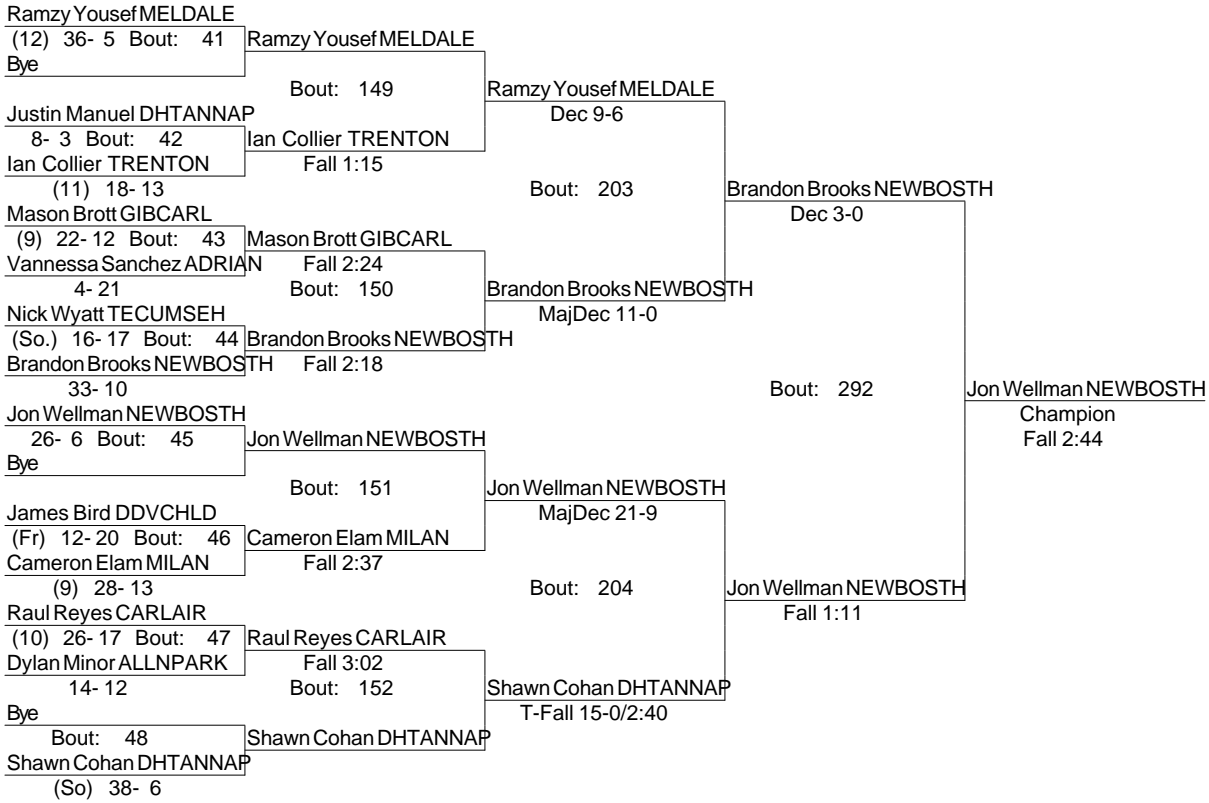 Ramzy Yousef MELDALE
(12) 36- 5 Bout: 41 Ramzy Yousef MELDALE
Bye
Bout: 149 Ramzy Yousef MELDALE
Justin Manuel DHTANNAP Dec 9-6
8- 3 Bout: 42 Ian Collier TRENTON
Ian Collier TRENTON Fall 1:15
(11) 18- 13 Bout: 203 Brandon Brooks NEWBOSTH
Mason Brott GIBCARL Dec 3-0
(9) 22- 12 Bout: 43 Mason Brott GIBCARL
Vannessa Sanchez ADRIAN Fall 2:24
4- 21 Bout: 150 Brandon Brooks NEWBOSTH
Nick Wyatt TECUMSEH MajDec 11-0
(So.) 16- 17 Bout: 44 Brandon Brooks NEWBOSTH
Brandon Brooks NEWBOSTH Fall 2:18
33- 10 Bout: 292 Jon Wellman NEWBOSTH
Jon Wellman NEWBOSTH Champion
26- 6 Bout: 45 Jon Wellman NEWBOSTH Fall 2:44
Bye
Bout: 151 Jon Wellman NEWBOSTH
James Bird DDVCHLD MajDec 21-9
(Fr) 12- 20 Bout: 46 Cameron Elam MILAN
Cameron Elam MILAN Fall 2:37
(9) 28- 13 Bout: 204 Jon Wellman NEWBOSTH
Raul Reyes CARLAIR Fall 1:11
(10) 26- 17 Bout: 47 Raul Reyes CARLAIR
Dylan Minor ALLNPARK Fall 3:02
14- 12 Bout: 152 Shawn Cohan DHTANNAP
Bye T-Fall 15-0/2:40
Bout: 48 Shawn Cohan DHTANNAP
Shawn Cohan DHTANNAP
(So) 38- 6